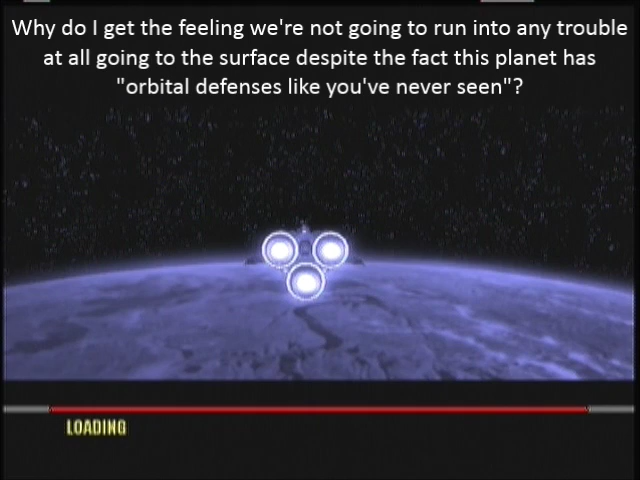 Why do I get the feeling we're not going to run into any trouble
at all going to the surface despite the fact this planet has
"orbital defenses like you've never seen"?
LOADING